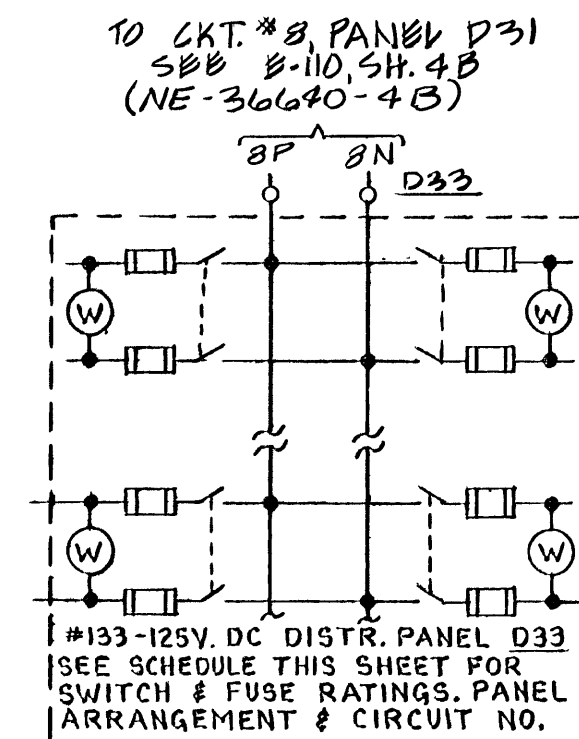 TO CKT. #8, PANEL D31
SEE E-110, SH. 4B
(NE-36640-4B)
8P 8N
D33
W W
W W
#133-125V. DC DISTR. PANEL D33
SEE SCHEDULE THIS SHEET FOR
SWITCH & FUSE RATINGS. PANEL
ARRANGEMENT & CIRCUIT NO.